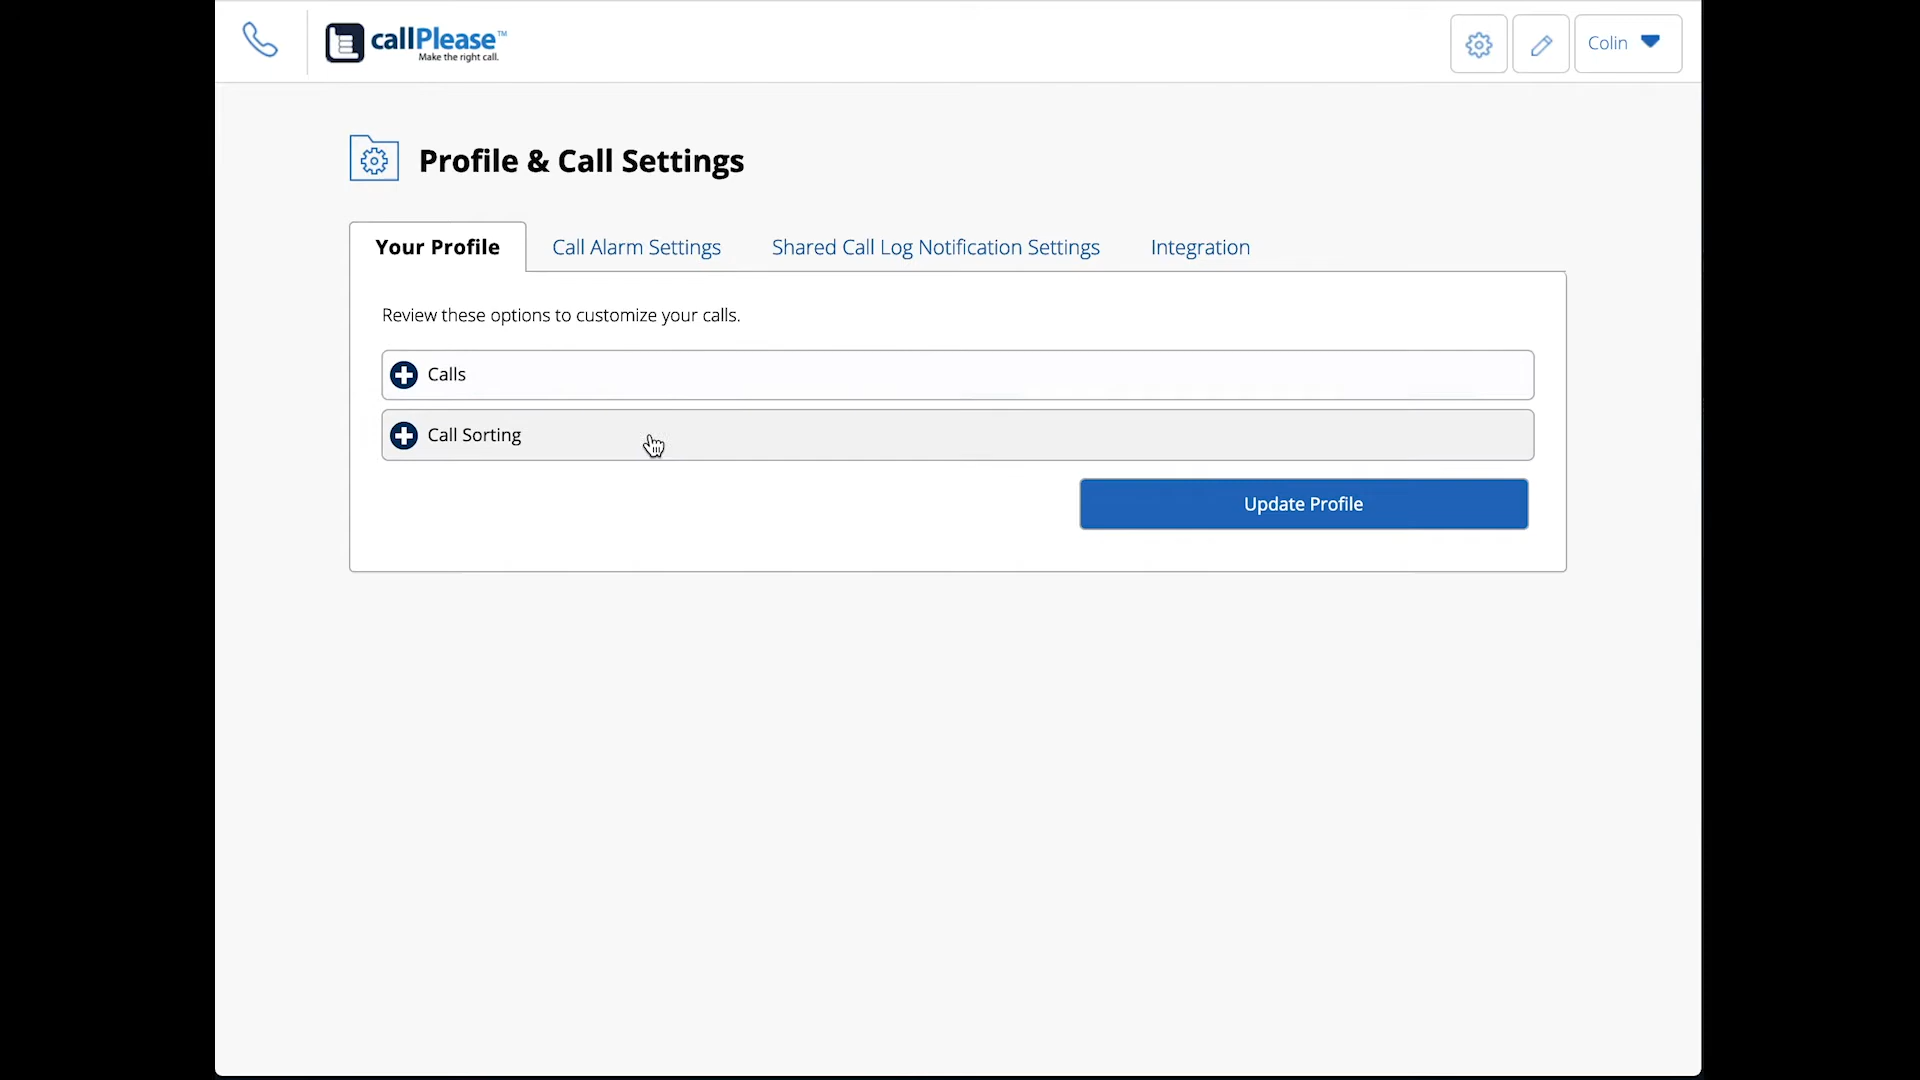 callPlease™
Make the right call.
Colin
Profile & Call Settings
Your Profile
Call Alarm Settings
Shared Call Log Notification Settings
Integration
Review these options to customize your calls.
Calls
Call Sorting
Update Profile